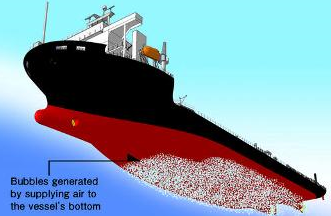 Bubbles generated
by supplying air to
the vessel's bottom